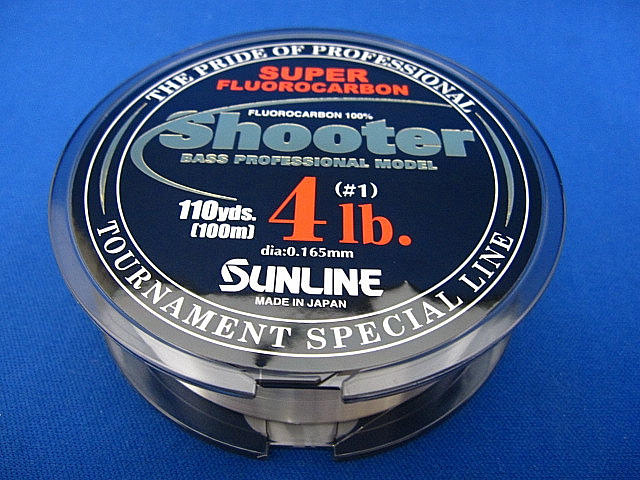 THE PRIDE OF PROFESSIONAL
SUPER
FLUOROCARBON
FLUOROCARBON 100%
Shooter
BASS PROFESSIONAL MODEL
110yds.
(100m)
4 lb.
(#1)
dia:0.165mm
SUNLINE
MADE IN JAPAN
TOURNAMENT SPECIAL LINE